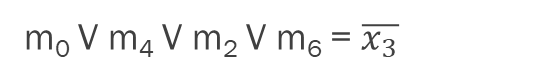 m₀ V m₄ V m₂ V m₆ = x̅₃